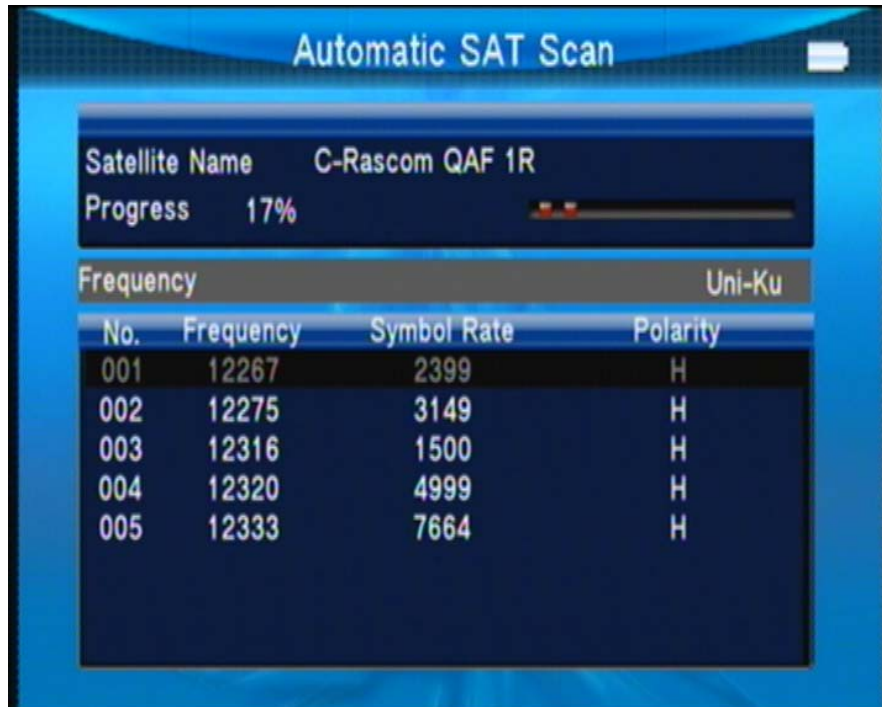 Automatic SAT Scan
Satellite Name C-Rascom QAF 1R
Progress 17%
Frequency Uni-Ku
No. Frequency Symbol Rate Polarity
001 12267 2399 H
002 12275 3149 H
003 12316 1500 H
004 12320 4999 H
005 12333 7664 H